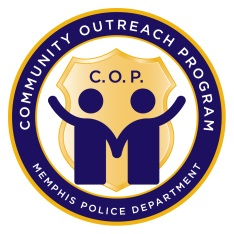 COMMUNITY OUTREACH PROGRAM
C.O.P.
MEMPHIS POLICE DEPARTMENT